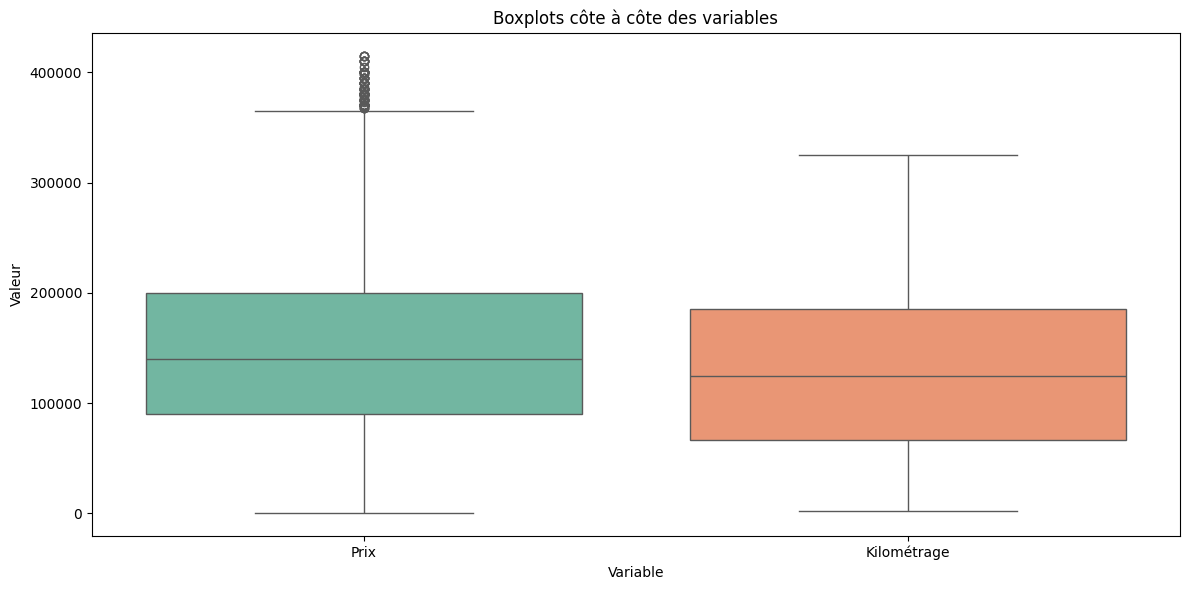 Boxplots côte à côte des variables
400000
300000
200000
100000
0
Valeur
Prix
Kilométrage
Variable